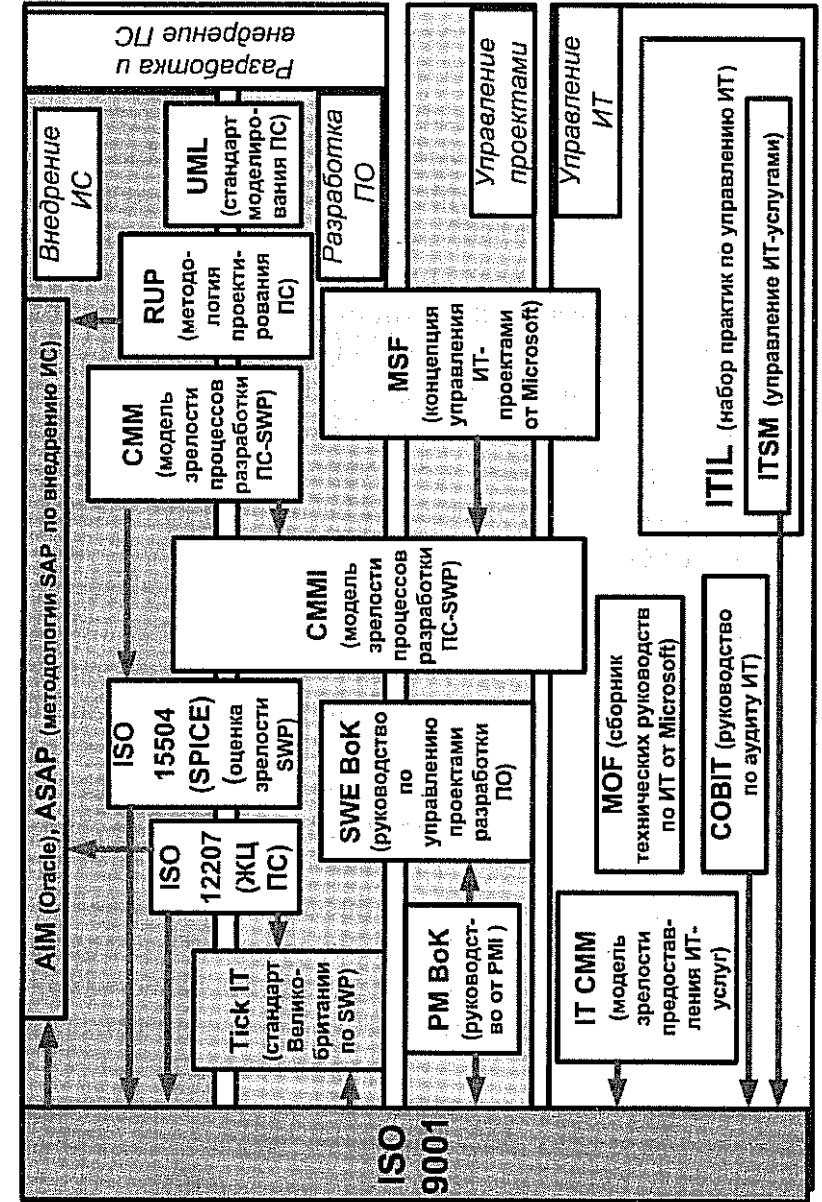 AIM (Oracle), ASAP (методологии SAP по внедрению ИС)
Внедрение
ИС
Разработка и
внедрение ПС
ISO
15504
(SPICE)
(оценка
зрелости
SWP)
CMM
(модель
зрелости
процессов
разработки
ПС-SWP)
RUP
(методо-
логия
проекти-
рования
ПС)
UML
(стандарт
моделиро-
вания ПС)
ISO
12207
(ЖЦ
ПС)
Tick IT
(стандарт
Велико-
британии
по SWP)
CMMI
(модель
зрелости
процессов
разработки
ПС-SWP)
Разработка
ПО
SWE BoK
(руководство
по
управлению
проектами
разработки
ПО)
MSF
(концепция
управления
ИТ-
проектами
от Microsoft)
PM BoK
(руководст-
во от PMI )
Управление
проектами
Управление
ИТ
IT CMM
(модель
зрелости
предостав-
ления ИТ-
услуг)
MOF (сборник
технических руководств
по ИТ от Microsoft)
COBIT (руководство
по аудиту ИТ)
ITIL (набор практик по управлению ИТ)
ITSM (управление ИТ-услугами)
ISO
9001